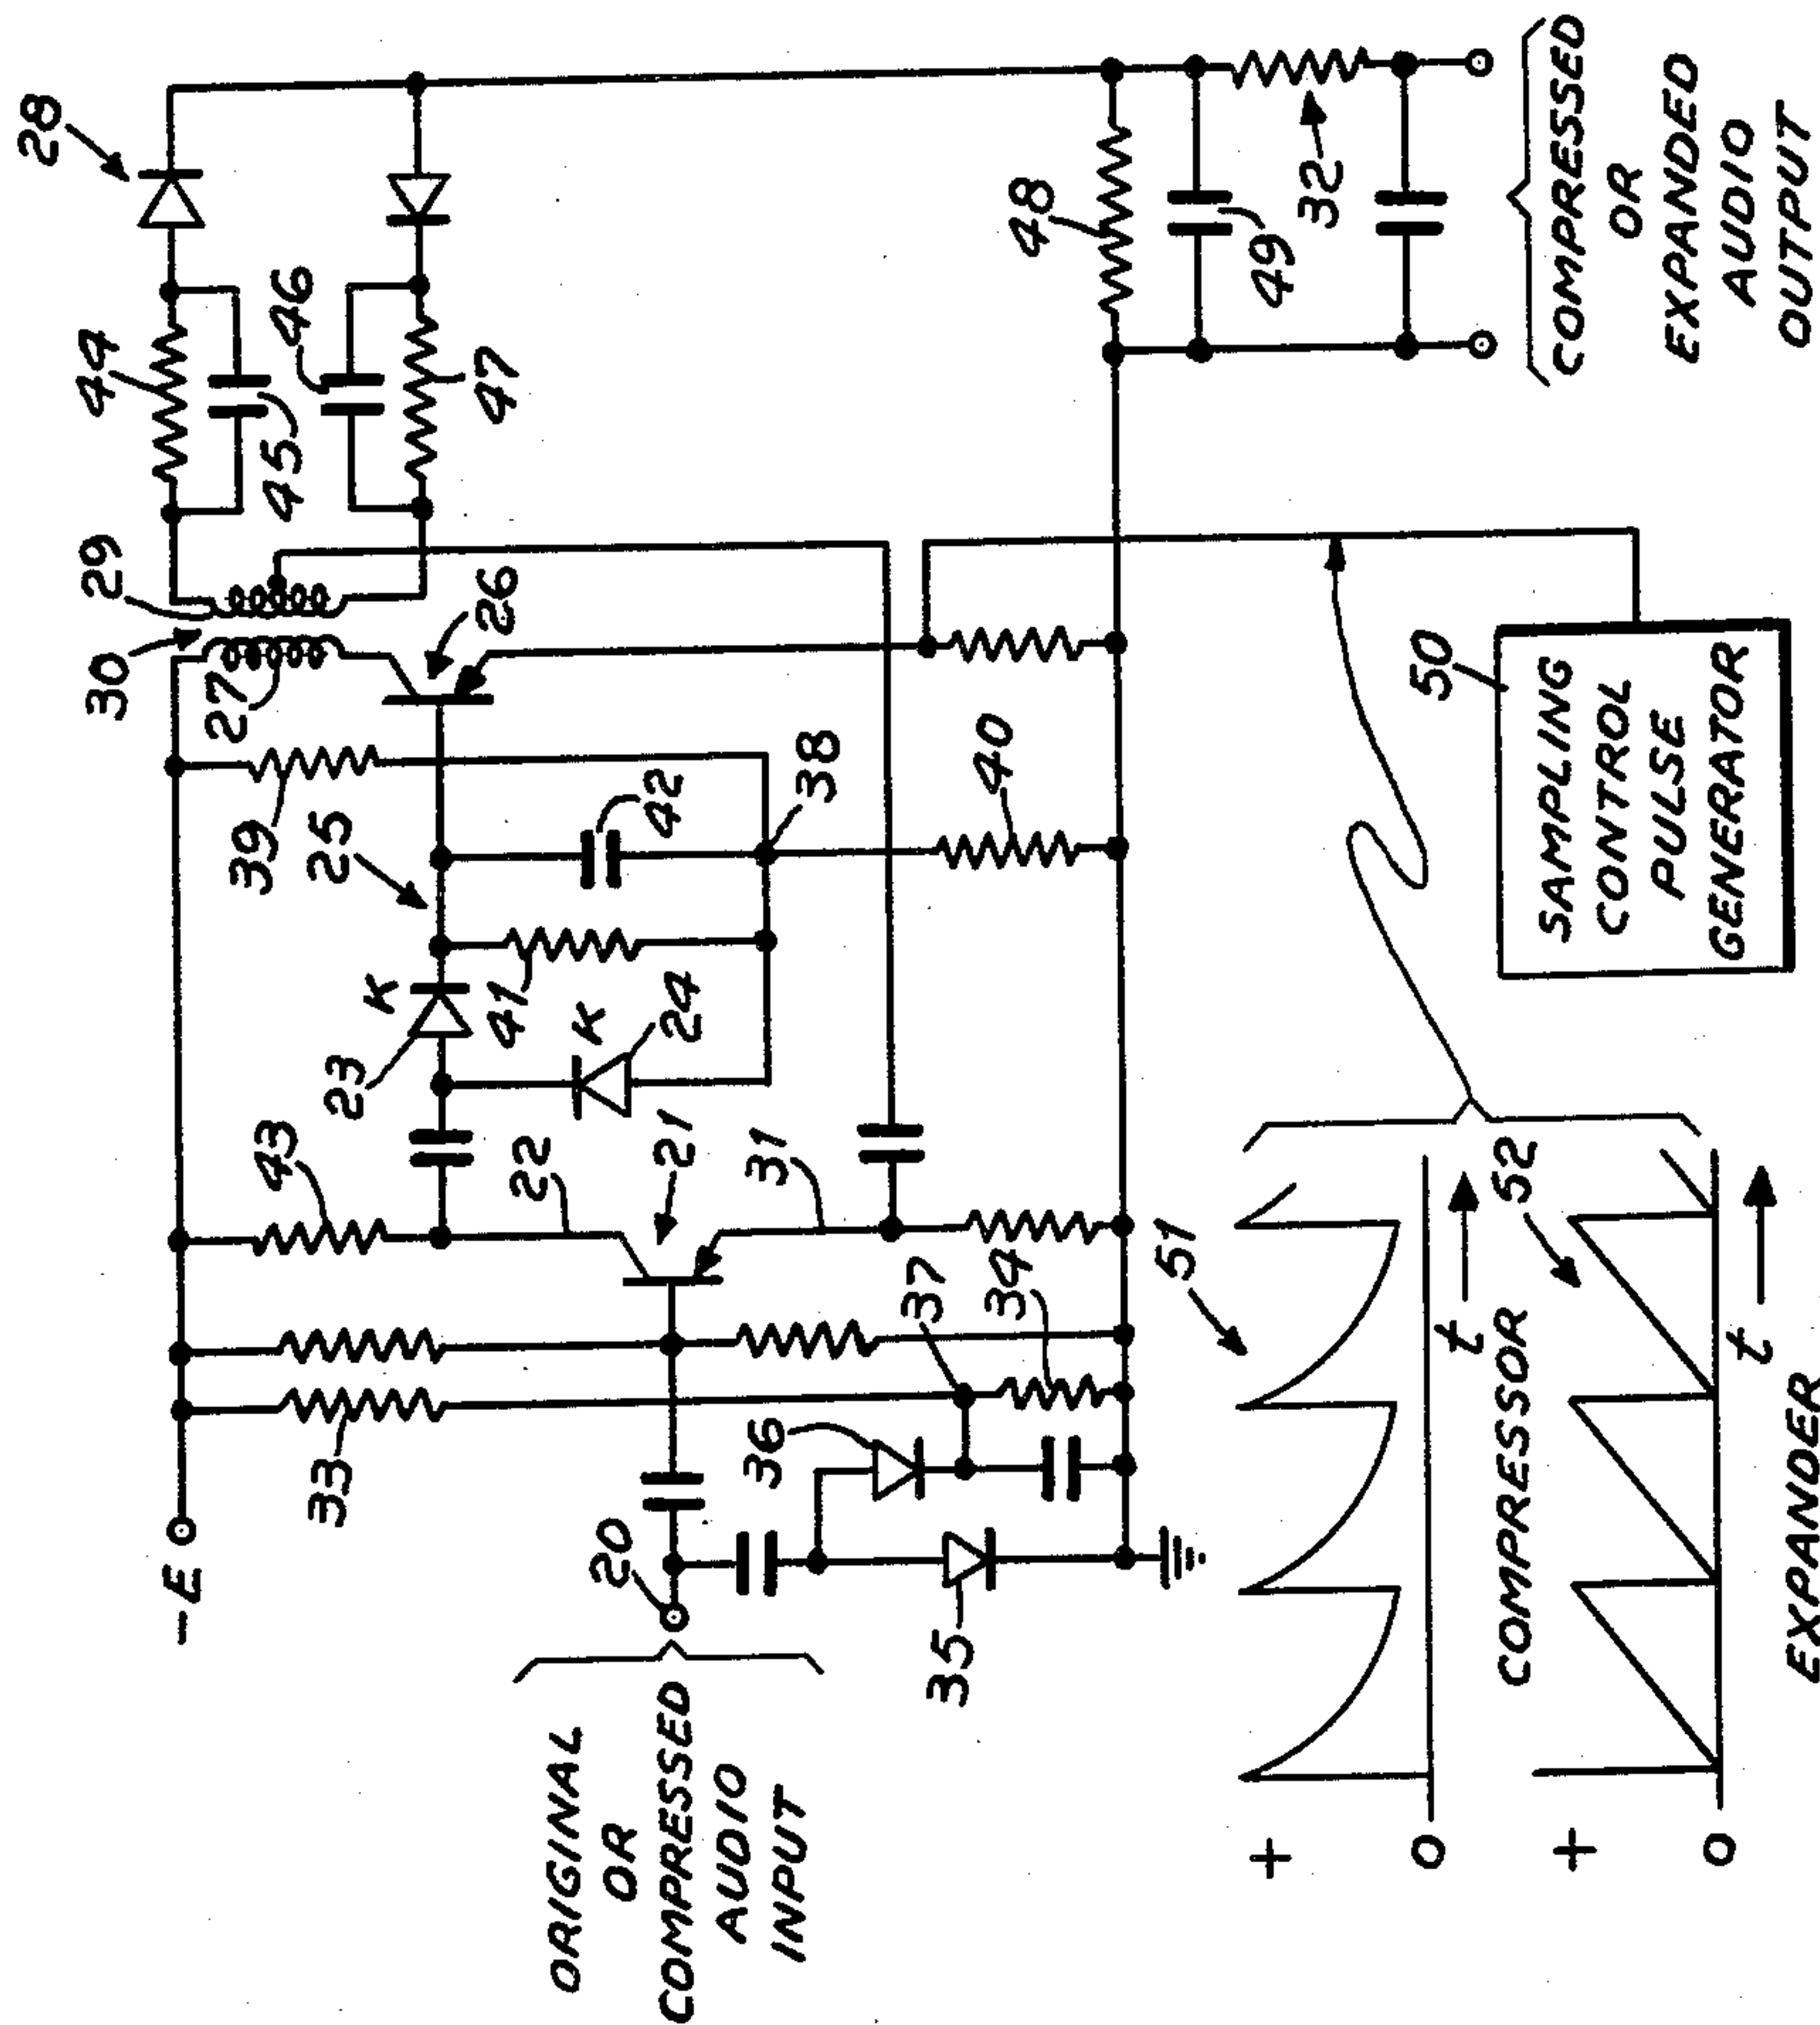 -E
33
43
39
25
27
30
29
28
44
45
46
47
26
23
K
41
K
24
42
38
40
22
21
31
37
34
36
35
20
ORIGINAL
OR
COMPRESSED
AUDIO
INPUT
48
49
32
COMPRESSED
OR
EXPANDED
AUDIO
OUTPUT
50
SAMPLING
CONTROL
PULSE
GENERATOR
51
+
O
t
COMPRESSOR
52
+
O
t
EXPANDER